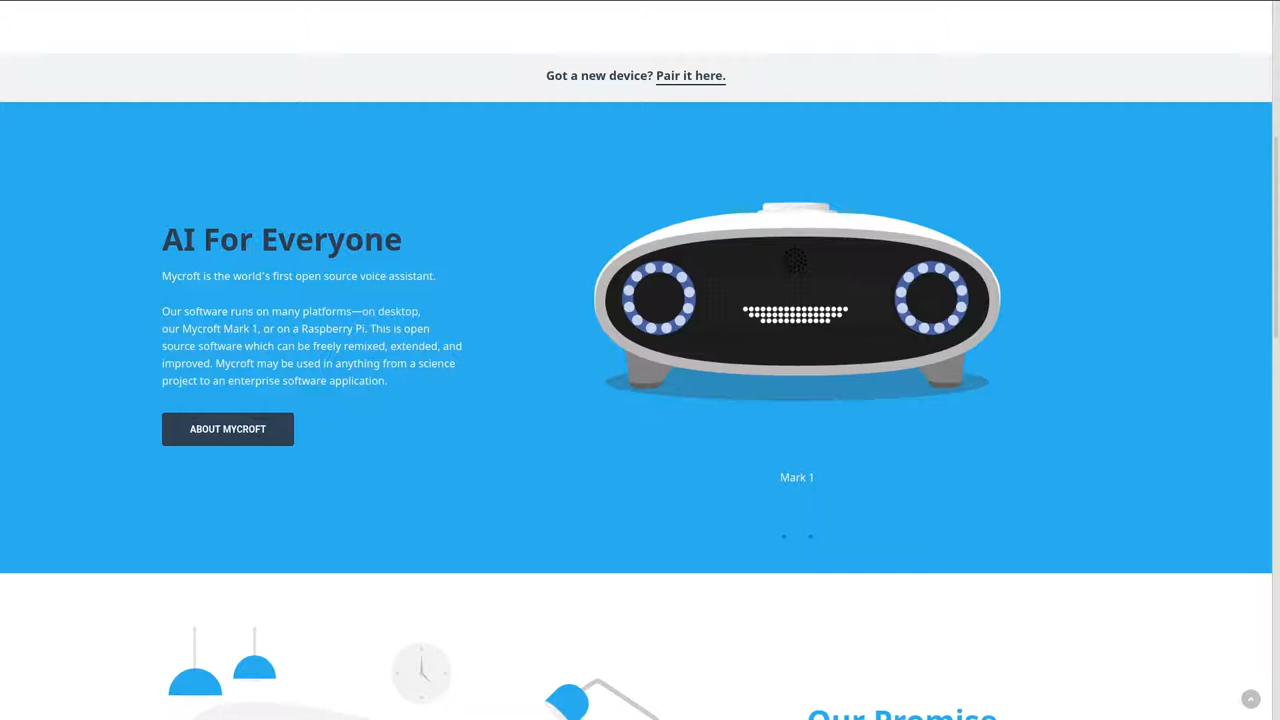 Got a new device? Pair it here.
AI For Everyone
Mycroft is the world's first open source voice assistant.
Our software runs on many platforms—on desktop,
our Mycroft Mark 1, or on a Raspberry Pi. This is open
source software which can be freely remixed, extended, and
improved. Mycroft may be used in anything from a science
project to an enterprise software application.
ABOUT MYCROFT
Mark 1
Our Promise